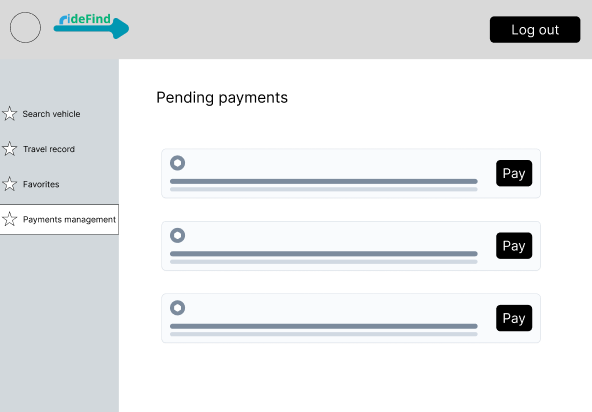 rideFind
Log out
Pending payments
Search vehicle
Travel record
Favorites
Payments management
Pay
Pay
Pay